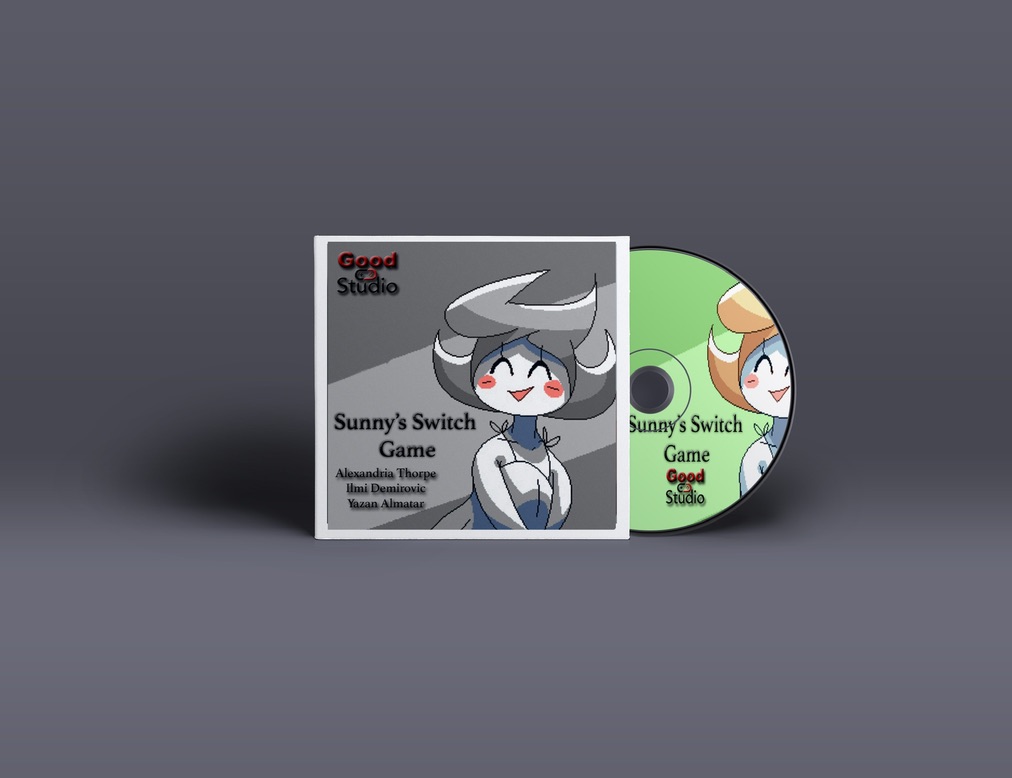 Good
Studio
Sunny's Switch
Game
Alexandria Thorpe
Ilmi Demirovic
Yazan Almatar
Sunny's Switch
Game
Good
Studio